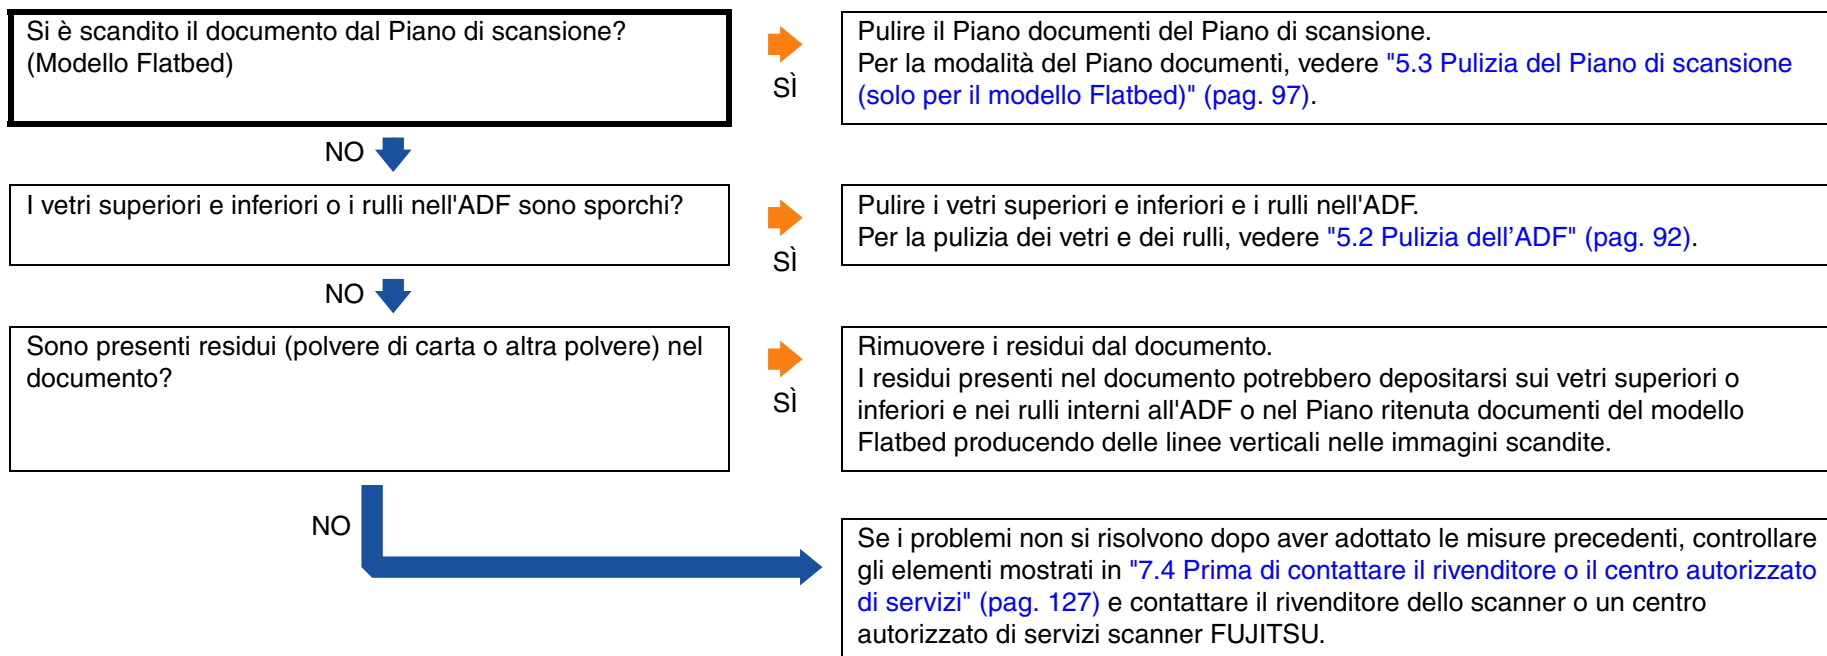 Si è scandito il documento dal Piano di scansione?
(Modello Flatbed)
SÌ
Pulire il Piano documenti del Piano di scansione.
Per la modalità del Piano documenti, vedere "5.3 Pulizia del Piano di scansione
(solo per il modello Flatbed)" (pag. 97).
NO
I vetri superiori e inferiori o i rulli nell'ADF sono sporchi?
SÌ
Pulire i vetri superiori e inferiori e i rulli nell'ADF.
Per la pulizia dei vetri e dei rulli, vedere "5.2 Pulizia dell’ADF" (pag. 92).
NO
Sono presenti residui (polvere di carta o altra polvere) nel
documento?
SÌ
Rimuovere i residui dal documento.
I residui presenti nel documento potrebbero depositarsi sui vetri superiori o
inferiori e nei rulli interni all'ADF o nel Piano ritenuta documenti del modello
Flatbed producendo delle linee verticali nelle immagini scandite.
NO
Se i problemi non si risolvono dopo aver adottato le misure precedenti, controllare
gli elementi mostrati in "7.4 Prima di contattare il rivenditore o il centro autorizzato
di servizi" (pag. 127) e contattare il rivenditore dello scanner o un centro
autorizzato di servizi scanner FUJITSU.